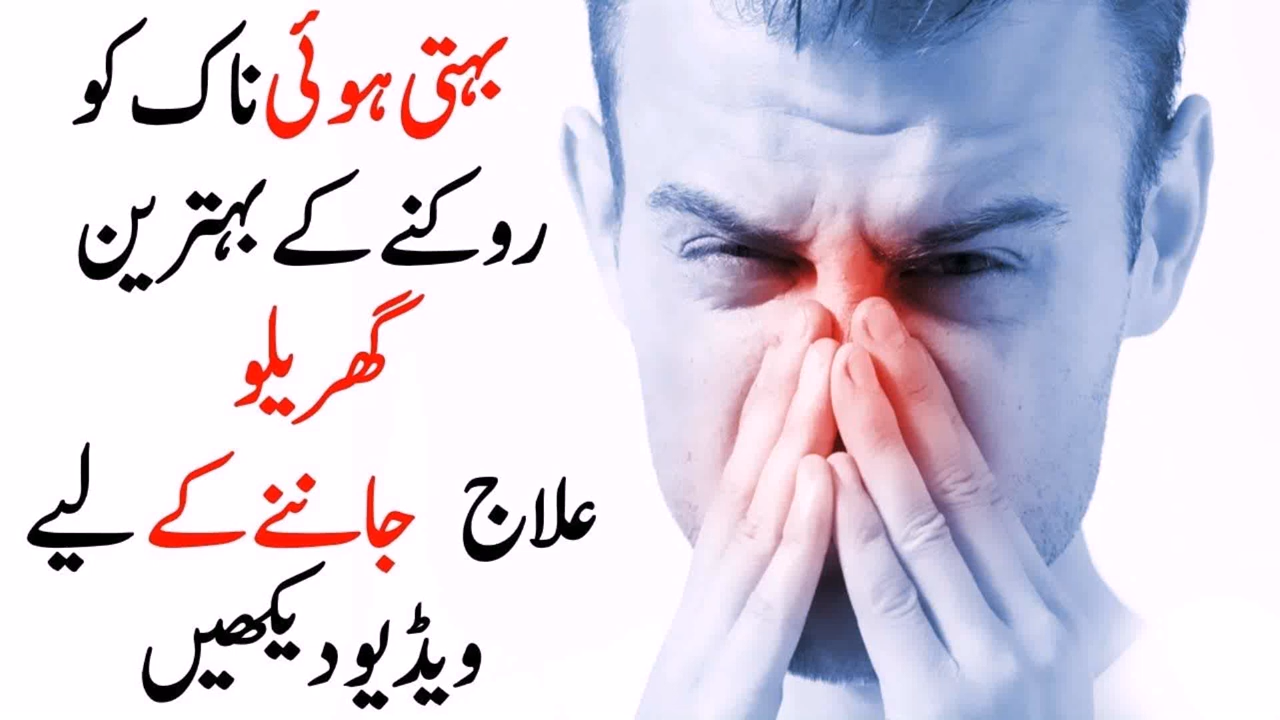 بہتی ہوئی ناک کو
روکنے کے بہترین
گھریلو
علاج جاننے کے لیے
ویڈیو دیکھیں